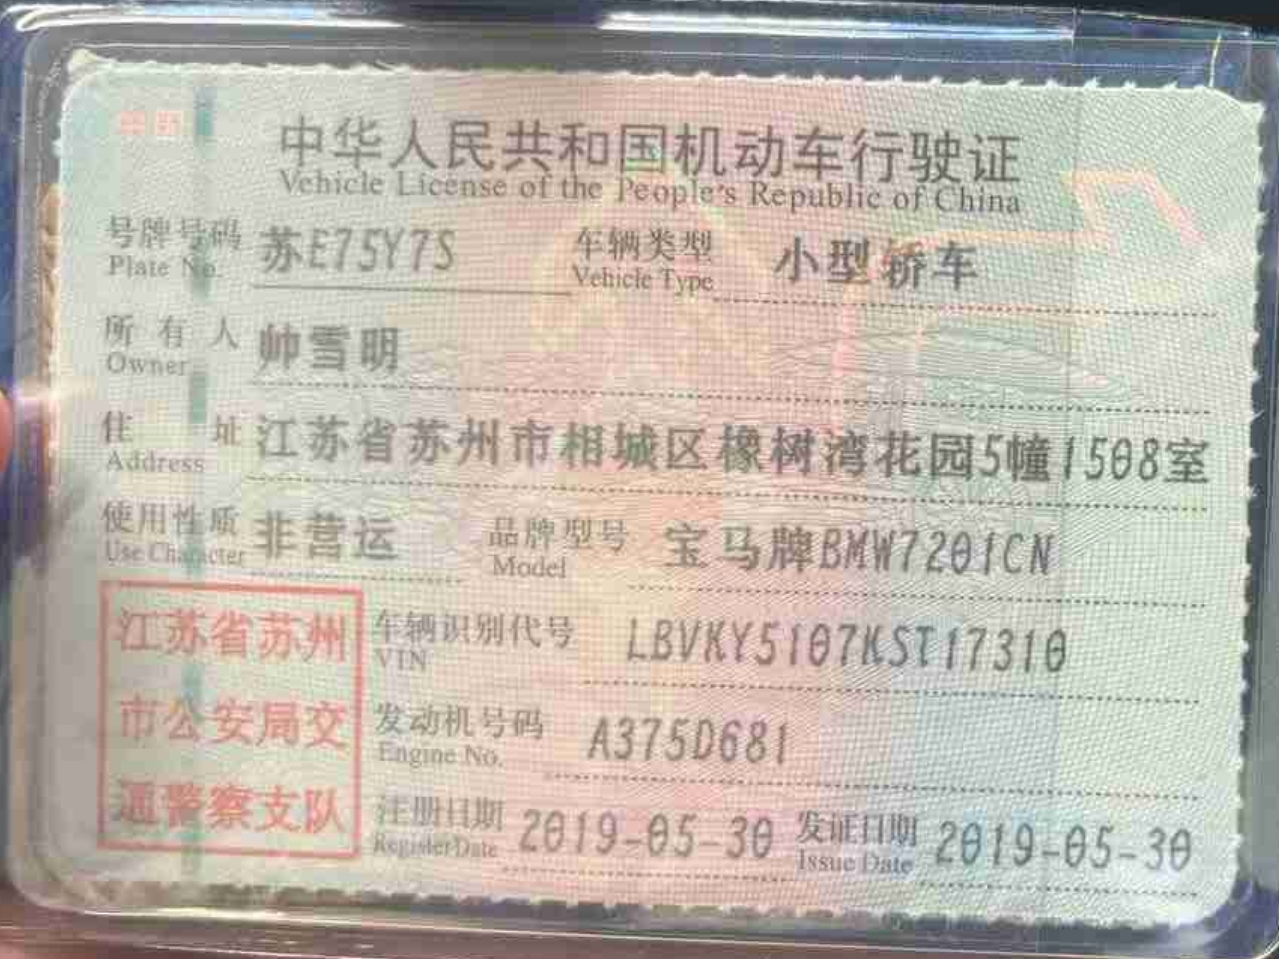 中华人民共和国机动车行驶证
Vehicle License of the People's Republic of China
号牌号码 苏E75Y7S 车辆类型 小型轿车
Plate No. Vehicle Type
所有人 帅雪明
Owner
住址 江苏省苏州市相城区橡树湾花园5幢1508室
Address
使用性质 非营运 品牌型号 宝马牌BMW7201CN
Use Character Model
江苏省苏州
市公安局交
通警察支队
车辆识别代号 LBVKY5107KST17310
VIN
发动机号码 A375D681
Engine No.
注册日期 2019-05-30 发证日期 2019-05-30
Register Date Issue Date